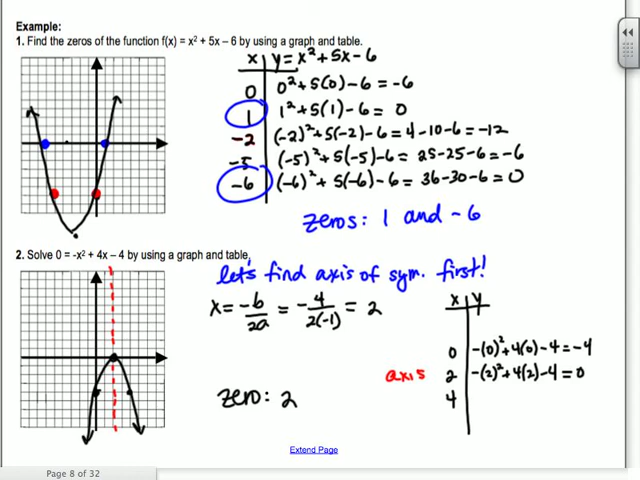 Example:
1. Find the zeros of the function f(x) = x² + 5x – 6 by using a graph and table.
x | y = x² + 5x - 6
0 | 0² + 5(0) - 6 = -6
1 | 1² + 5(1) - 6 = 0
-2 | (-2)² + 5(-2) - 6 = 4 - 10 - 6 = -12
-5 | (-5)² + 5(-5) - 6 = 25 - 25 - 6 = -6
-6 | (-6)² + 5(-6) - 6 = 36 - 30 - 6 = 0
zeros: 1 and -6
2. Solve 0 = -x² + 4x – 4 by using a graph and table.
let's find axis of sym. first!
x = -b/2a = -4/2(-1) = 2
x | y
0 | -(0)² + 4(0) - 4 = -4
axis 2 | -(2)² + 4(2) - 4 = 0
4
zero: 2
Extend Page
Page 8 of 32